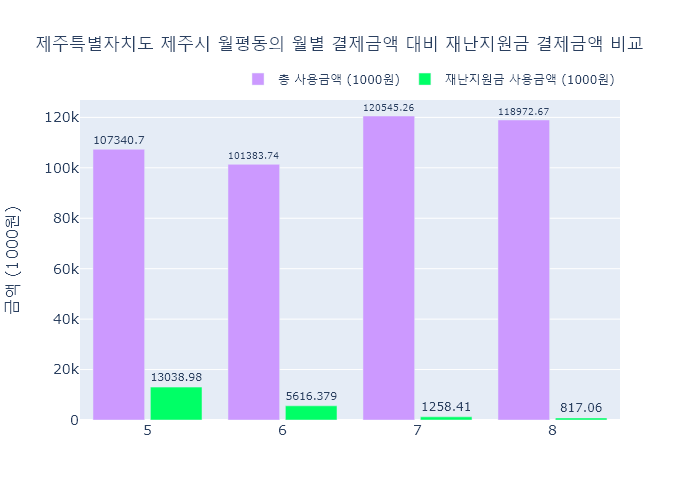 제주특별자치도 제주시 월평동의 월별 결제금액 대비 재난지원금 결제금액 비교
총 사용금액 (1000원)
재난지원금 사용금액 (1000원)
금액 (1000원)
120k
100k
80k
60k
40k
20k
0
107340.7
13038.98
101383.74
5616.379
120545.26
1258.41
118972.67
817.06
5
6
7
8